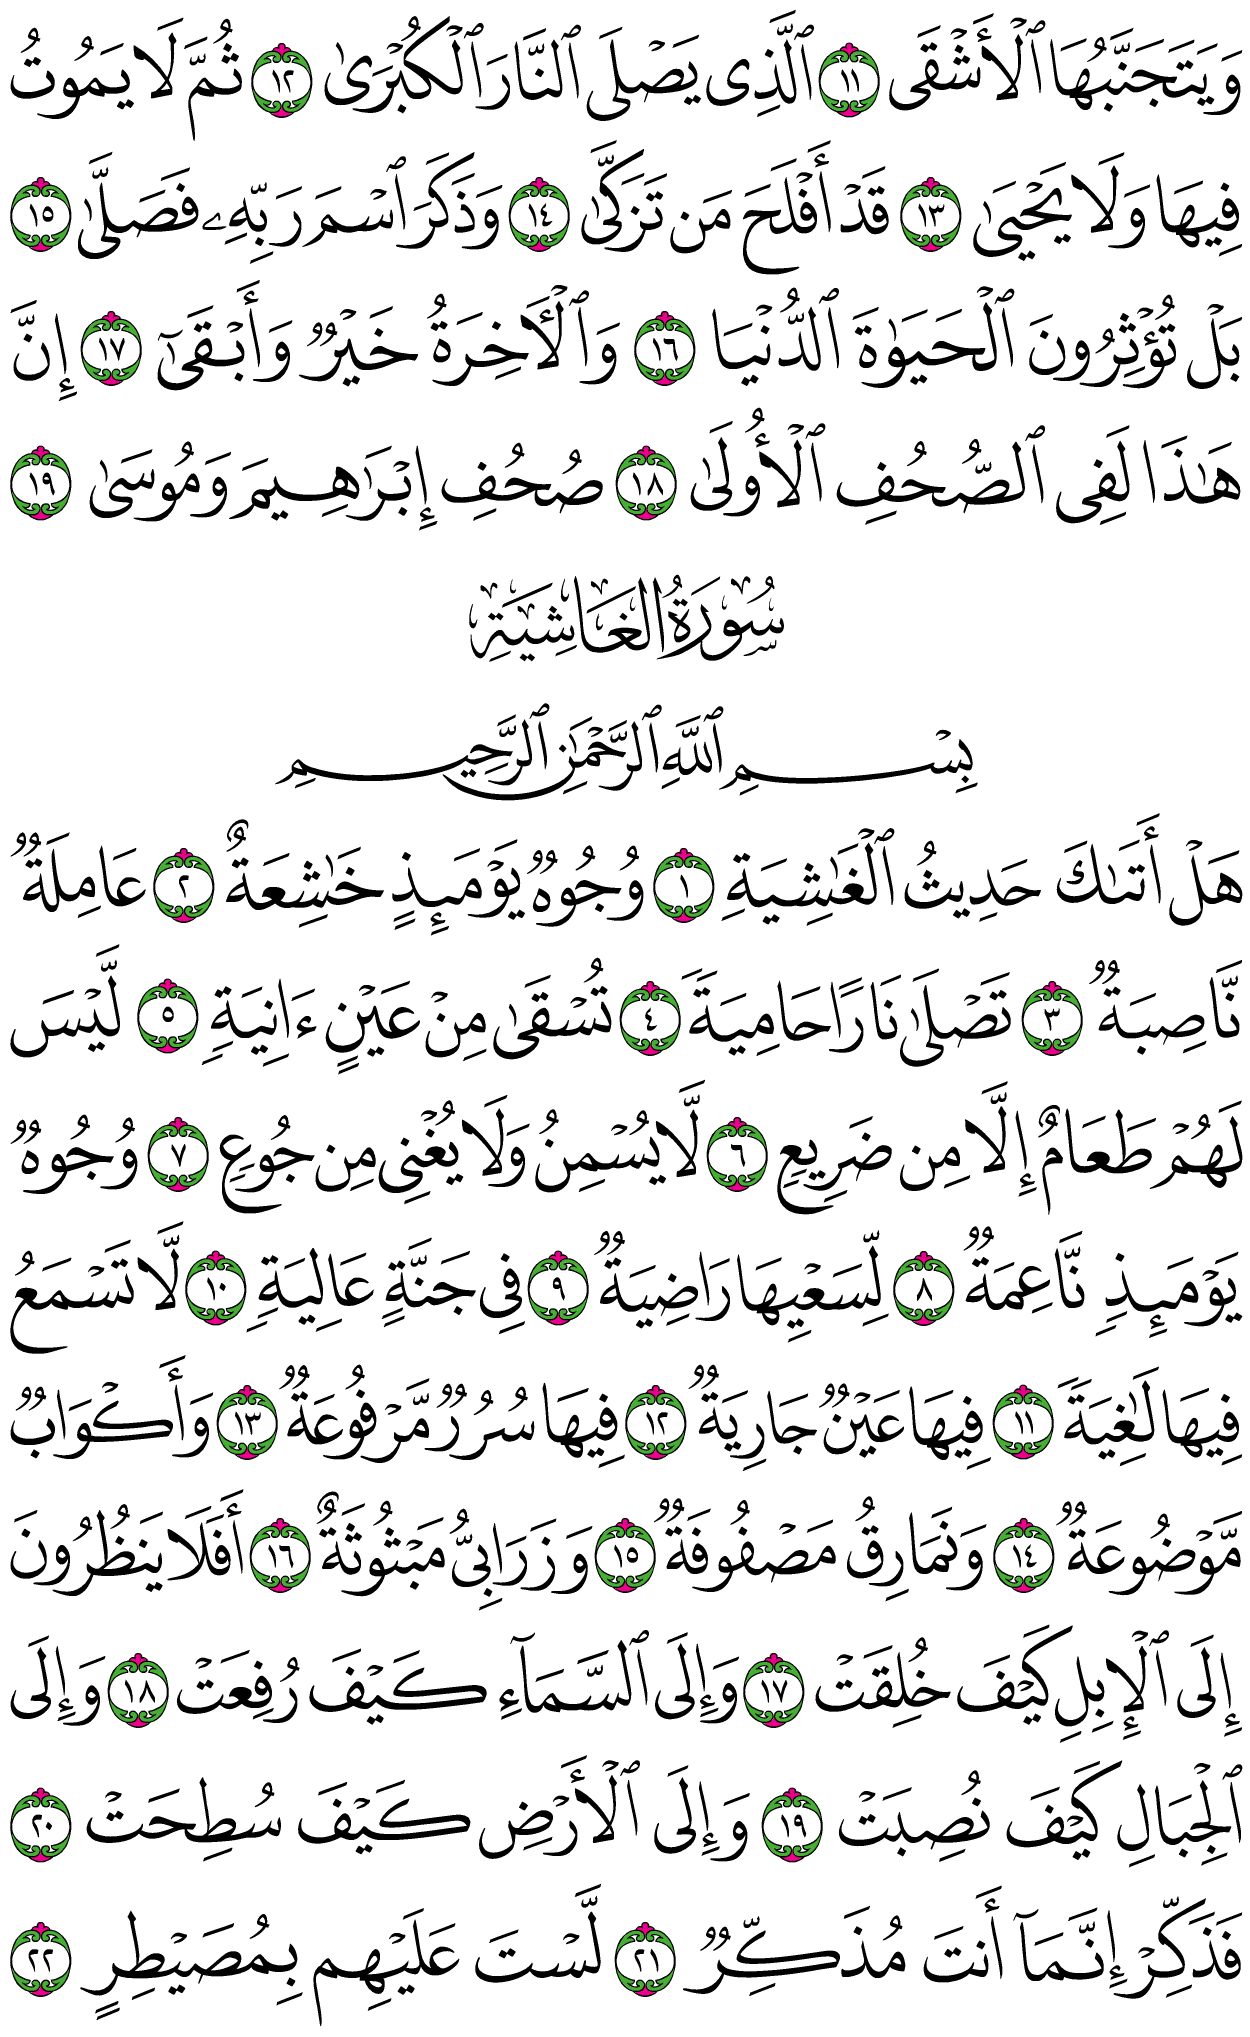 وَيَتَجَنَّبُهَا ٱلۡأَشۡقَى ١١ ٱلَّذِى يَصۡلَى ٱلنَّارَ ٱلۡكُبۡرَىٰ ١٢ ثُمَّ لَا يَمُوتُ
فِيهَا وَلَا يَحۡيَىٰ ١٣ قَدۡ أَفۡلَحَ مَن تَزَكَّىٰ ١٤ وَذَكَرَ ٱسۡمَ رَبِّهِۦ فَصَلَّىٰ ١٥
بَلۡ تُؤۡثِرُونَ ٱلۡحَيَوٰةَ ٱلدُّنۡيَا ١٦ وَٱلۡأٓخِرَةُ خَيۡرٞ وَأَبۡقَىٰٓ ١٧ إِنَّ
هَٰذَا لَفِى ٱلصُّحُفِ ٱلۡأُولَىٰ ١٨ صُحُفِ إِبۡرَٰهِيمَ وَمُوسَىٰ ١٩
سُورَةُ الغَاشِيَةِ
بِسۡمِ ٱللَّهِ ٱلرَّحۡمَٰنِ ٱلرَّحِيمِ
هَلۡ أَتَىٰكَ حَدِيثُ ٱلۡغَٰشِيَةِ ١ وُجُوهٞ يَوۡمَئِذٍ خَٰشِعَةٌ ٢ عَامِلَةٞ
نَّاصِبَةٞ ٣ تَصۡلَىٰ نَارًا حَامِيَةٗ ٤ تُسۡقَىٰ مِنۡ عَيۡنٍ ءَانِيَةٖ ٥ لَّيۡسَ
لَهُمۡ طَعَامٌ إِلَّا مِن ضَرِيعٖ ٦ لَّا يُسۡمِنُ وَلَا يُغۡنِى مِن جُوعٖ ٧ وُجُوهٞ
يَوۡمَئِذٖ نَّاعِمَةٞ ٨ لِّسَعۡيِهَا رَاضِيَةٞ ٩ فِى جَنَّةٍ عَالِيَةٖ ١٠ لَّا تَسۡمَعُ
فِيهَا لَٰغِيَةٗ ١١ فِيهَا عَيۡنٞ جَارِيَةٞ ١٢ فِيهَا سُرُرٞ مَّرۡفُوعَةٞ ١٣ وَأَكۡوَابٞ
مَّوۡضُوعَةٞ ١٤ وَنَمَارِقُ مَصۡفُوفَةٞ ١٥ وَزَرَابِىُّ مَبۡثُوثَةٌ ١٦ أَفَلَا يَنظُرُونَ
إِلَى ٱلۡإِبِلِ كَيۡفَ خُلِقَتۡ ١٧ وَإِلَى ٱلسَّمَآءِ كَيۡفَ رُفِعَتۡ ١٨ وَإِلَى
ٱلۡجِبَالِ كَيۡفَ نُصِبَتۡ ١٩ وَإِلَى ٱلۡأَرۡضِ كَيۡفَ سُطِحَتۡ ٢٠
فَذَكِّرۡ إِنَّمَآ أَنتَ مُذَكِّرٞ ٢١ لَّسۡتَ عَلَيۡهِم بِمُصَيۡطِرٍ ٢٢